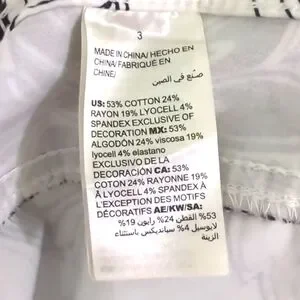 3
MADE IN CHINA/ HECHO EN
CHINA/ FABRIQUÉ EN
CHINE/
صنع في الصين
US: 53% COTTON 24%
RAYON 19% LYOCELL 4%
SPANDEX EXCLUSIVE OF
DECORATION MX: 53%
ALGODÓN 24% viscosa 19%
lyocell 4% elastano
EXCLUSIVO DE LA
DECORACIÓN CA: 53%
COTON 24% RAYONNE 19%
À LYOCELL 4% SPANDEX À
L'EXCEPTION DES MOTIFS
DÉCORATIFS AE/KW/SA:
53% القطن 24% رايون 19%
لايوسيل 4% سبانديكس باستثناء
الزينة